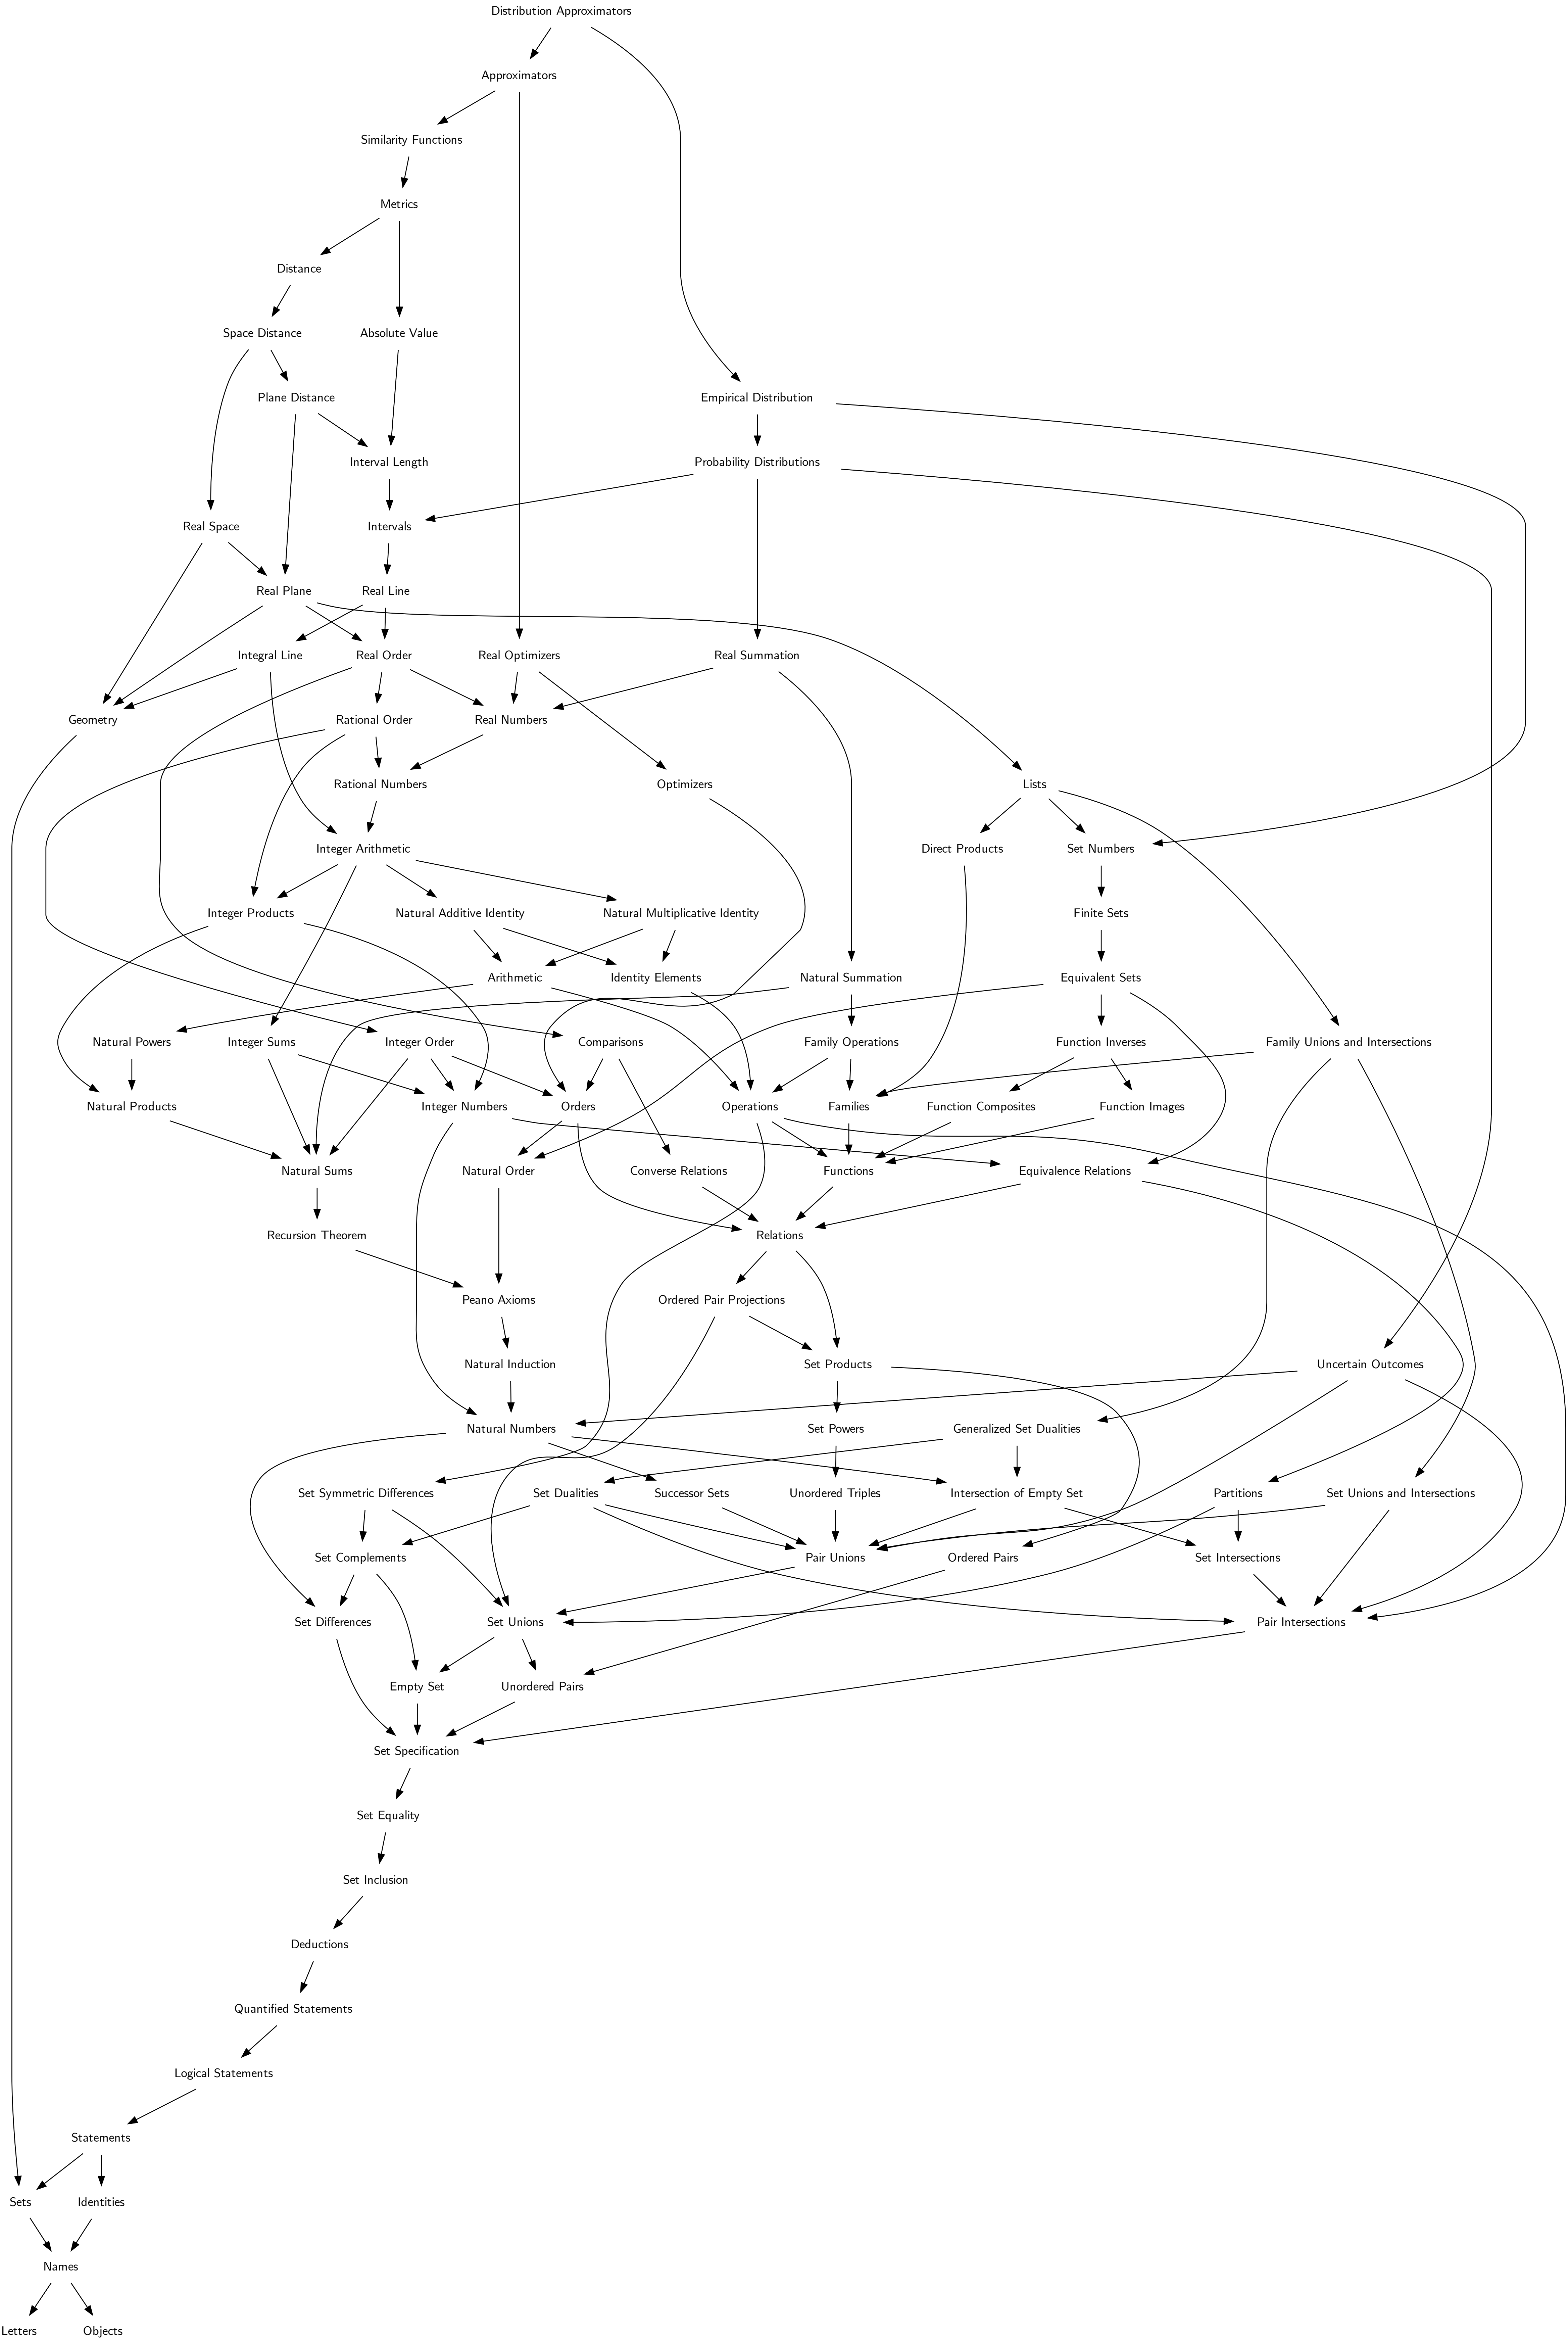 Distribution Approximators
Approximators
Similarity Functions
Metrics
Distance
Space Distance
Absolute Value
Plane Distance
Empirical Distribution
Interval Length
Probability Distributions
Real Space
Intervals
Real Plane
Real Line
Integral Line
Real Order
Real Optimizers
Real Summation
Geometry
Rational Order
Real Numbers
Rational Numbers
Optimizers
Lists
Integer Arithmetic
Direct Products
Set Numbers
Integer Products
Natural Additive Identity
Natural Multiplicative Identity
Finite Sets
Arithmetic
Identity Elements
Natural Summation
Equivalent Sets
Natural Powers
Integer Sums
Integer Order
Comparisons
Family Operations
Function Inverses
Family Unions and Intersections
Natural Products
Integer Numbers
Orders
Operations
Families
Function Composites
Function Images
Natural Sums
Natural Order
Converse Relations
Functions
Equivalence Relations
Recursion Theorem
Relations
Peano Axioms
Ordered Pair Projections
Natural Induction
Set Products
Uncertain Outcomes
Natural Numbers
Set Powers
Generalized Set Dualities
Set Symmetric Differences
Set Dualities
Successor Sets
Unordered Triples
Intersection of Empty Set
Partitions
Set Unions and Intersections
Set Complements
Pair Unions
Ordered Pairs
Set Intersections
Set Differences
Set Unions
Pair Intersections
Empty Set
Unordered Pairs
Set Specification
Set Equality
Set Inclusion
Deductions
Quantified Statements
Logical Statements
Statements
Sets
Identities
Names
Letters
Objects